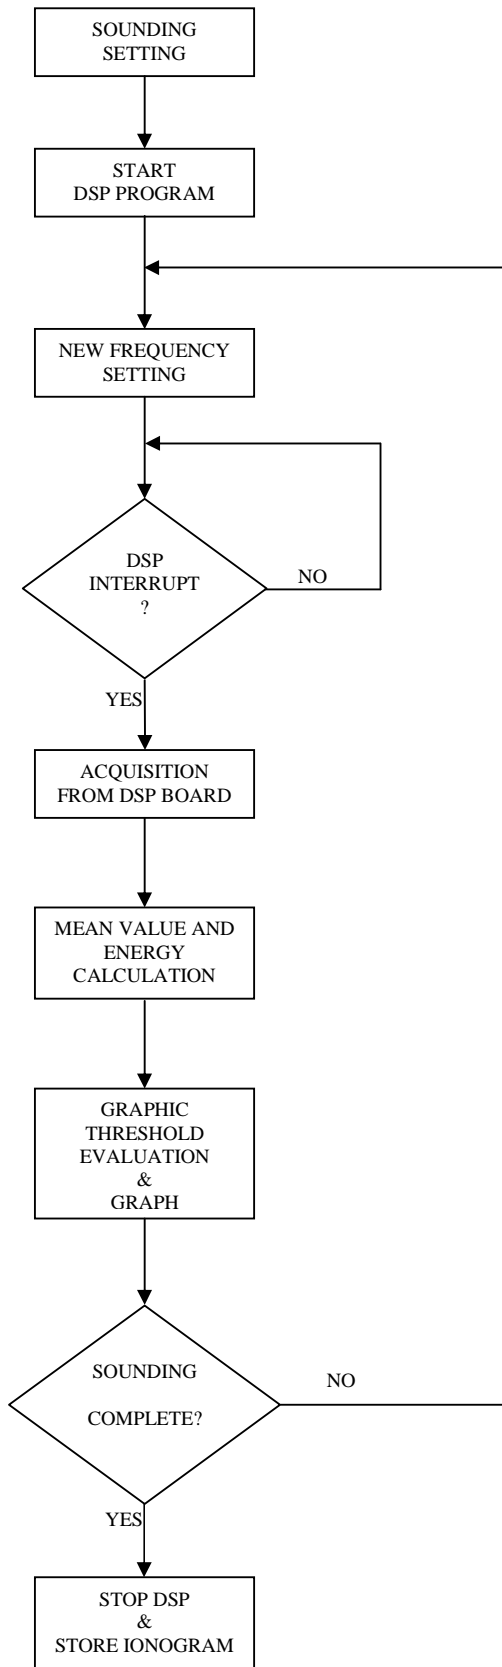 SOUNDING
SETTING
START
DSP PROGRAM
NEW FREQUENCY
SETTING
DSP
INTERRUPT
?
NO
YES
ACQUISITION
FROM DSP BOARD
MEAN VALUE AND
ENERGY
CALCULATION
GRAPHIC
THRESHOLD
EVALUATION
&
GRAPH
SOUNDING
COMPLETE?
NO
YES
STOP DSP
&
STORE IONOGRAM